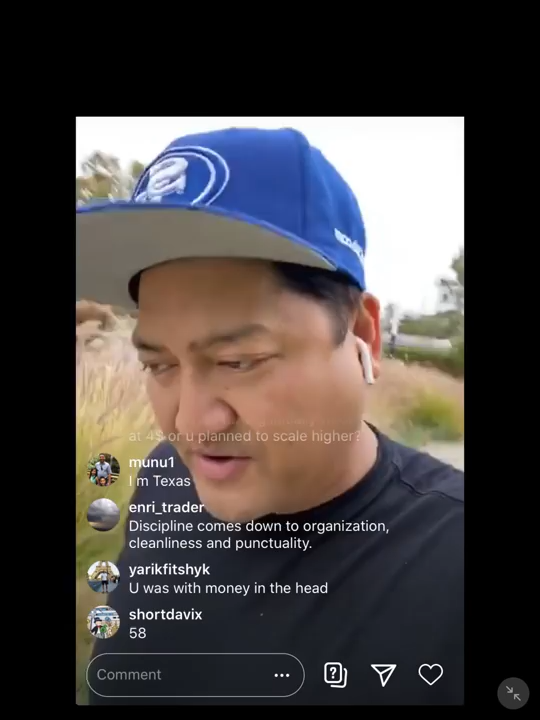 at 4$ or u planned to scale higher?
munu1
I m Texas
enri_trader
Discipline comes down to organization,
cleanliness and punctuality.
yarikfitshyk
U was with money in the head
shortdavix
58
Comment